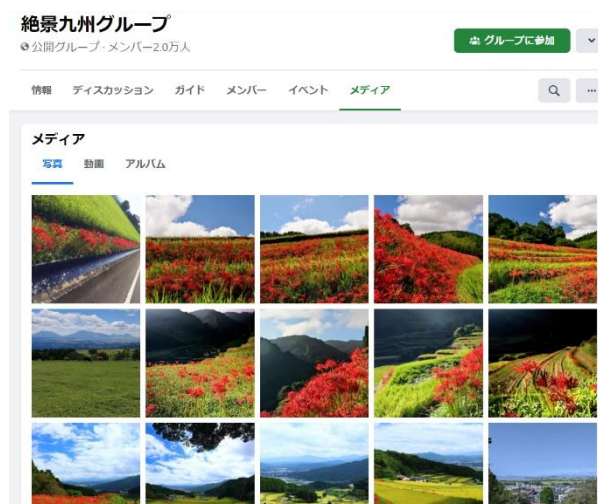 絶景九州グループ
公開グループ · メンバー2.0万人
グループに参加
情報 ディスカッション ガイド メンバー イベント メディア
メディア
写真 動画 アルバム